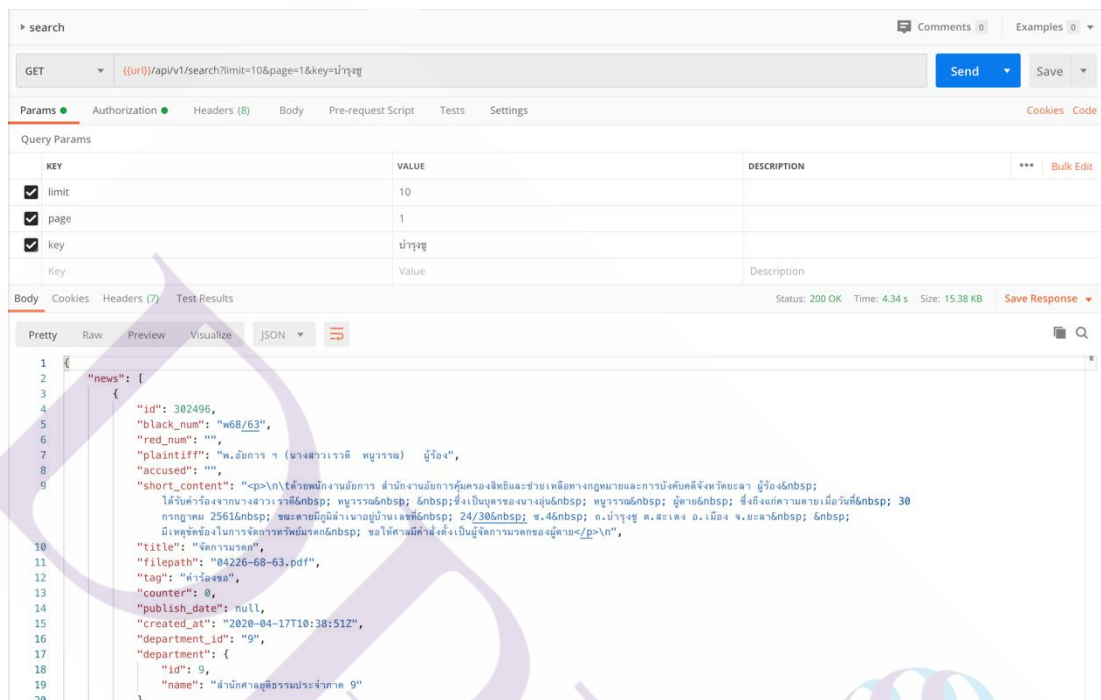 search
Comments 0 Examples 0
GET {{url}}/api/v1/search?limit=10&page=1&key=บำรุงชู Send Save
Params Authorization Headers (8) Body Pre-request Script Tests Settings Cookies Code
Query Params
KEY VALUE DESCRIPTION ••• Bulk Edit
limit 10
page 1
key บำรุงชู
Key Value Description
Body Cookies Headers (7) Test Results Status: 200 OK Time: 4.34 s Size: 15.38 KB Save Response
Pretty Raw Preview Visualize JSON
1 {
2 "news": [
3 {
4 "id": 302496,
5 "black_num": "พ68/63",
6 "red_num": "",
7 "plaintiff": "พ.อัยการ ฯ (นางสาวเราตี หนูวรรณ) ผู้ร้อง",
8 "accused": "",
9 "short_content": "<p>\n\tด้วยพนักงานอัยการ สำนักงานอัยการคุ้มครองสิทธิและช่วยเหลือทางกฎหมายและการบังคับคดีจังหวัดยะลา ผู้ร้อง&nbsp;
ได้รับคำร้องจากนางสาวเราตี&nbsp; หนูวรรณ&nbsp; &nbsp;ซึ่งเป็นบุตรของนางอุ่น&nbsp; หนูวรรณ&nbsp; ผู้ตาย&nbsp; ซึ่งถึงแก่ความตายเมื่อวันที่&nbsp; 30
กรกฎาคม 2561&nbsp; ขณะตายมีภูมิลำเนาอยู่บ้านเลขที่&nbsp; 24/30&nbsp; ซ.4&nbsp; ถ.บำรุงชู ต.สะเตง อ.เมือง จ.ยะลา&nbsp; &nbsp;
มีเหตุขัดข้องในการจัดการทรัพย์มรดก&nbsp; ขอให้ศาลมีคำสั่งตั้งเป็นผู้จัดการมรดกของผู้ตาย</p>\n",
10 "title": "จัดการมรดก",
11 "filepath": "04226-68-63.pdf",
12 "tag": "คำร้องขอ",
13 "counter": 0,
14 "publish_date": null,
15 "created_at": "2020-04-17T10:38:51Z",
16 "department_id": "9",
17 "department": {
18 "id": 9,
19 "name": "สำนักศาลยุติธรรมประจำภาค 9"
20 }